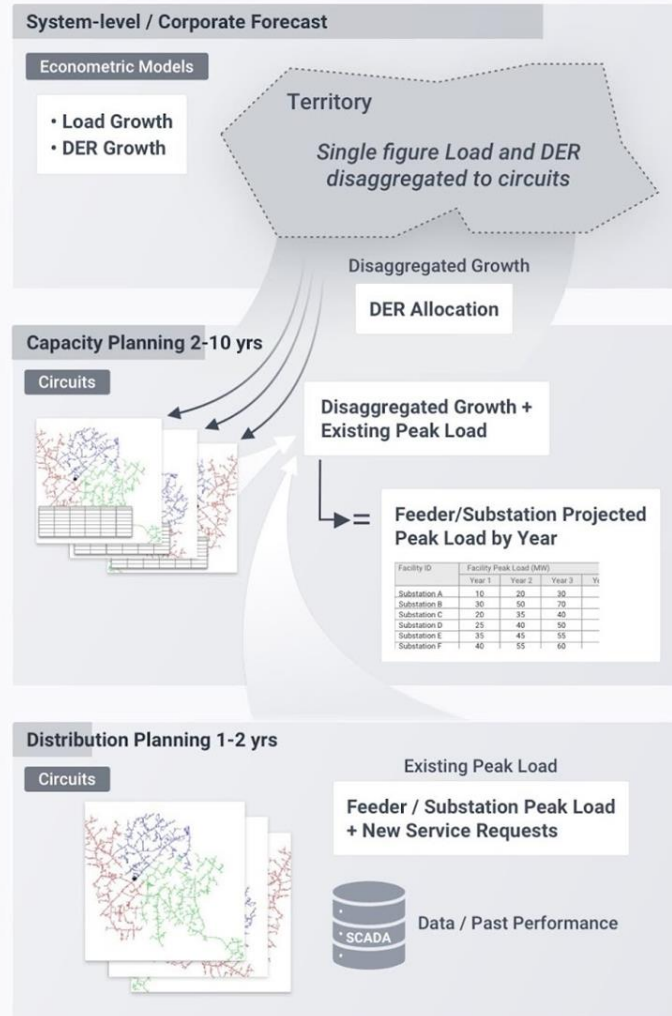 System-level / Corporate Forecast
Econometric Models
• Load Growth
• DER Growth
Territory
Single figure Load and DER
disaggregated to circuits
Disaggregated Growth
DER Allocation
Capacity Planning 2-10 yrs
Circuits
Disaggregated Growth +
Existing Peak Load
=
Feeder/Substation Projected
Peak Load by Year
Facility ID Facility Peak Load (MW)
Year 1 Year 2 Year 3 Ye
Substation A 10 20 30
Substation B 30 50 70
Substation C 20 35 40
Substation D 25 40 50
Substation E 35 45 55
Substation F 40 55 60
Distribution Planning 1-2 yrs
Circuits
Existing Peak Load
Feeder / Substation Peak Load
+ New Service Requests
SCADA
Data / Past Performance